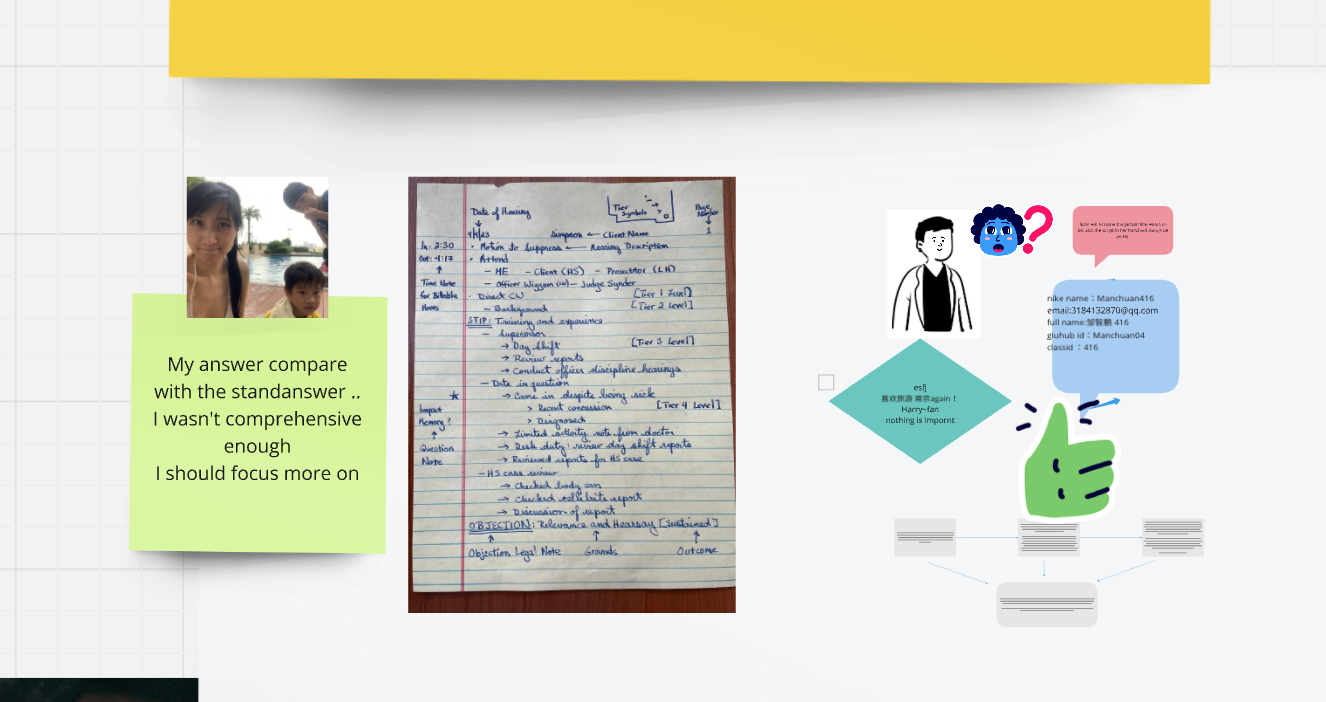 My answer compare
with the standanswer ..
I wasn't comprehensive
enough
I should focus more on
Date of Hearing
Tier
Symbols
Page
Number
9/9/23
Simpson ← Client Name
1
In: 2:30
• Motion to Suppress ← Hearing Description
Out: 4:17
• Attend
– ME – Client (HS) – Prosecutor (LH)
Time Note
for Billable
Hours
– Officer Wiggum (CW) – Judge Synder
• Direct CW
[Tier 1 Level]
– Background
[Tier 2 Level]
STIP: Training and experience
– Supervisor
→ Day shift
[Tier 3 Level]
→ Review reports
→ Conduct officer discipline hearings
– Date in question
★ → Came in despite being sick
Impact
Memory?
> Recent concussion
[Tier 4 Level]
> Diagnosed
→ Limited activity note from doctor
Question
Note
→ Desk duty: review day shift reports
→ Reviewed reports for HS case
– HS case review
→ Checked body cam
→ Checked cellebrite report
→ Discussion of report
OBJECTION: Relevance and Hearsay [Sustained]
Objection Legal Note
Grounds
Outcome
nike name：Manchuan416
email:3184132870@qq.com
full name:邹智鹏 416
giuhub id：Manchuan04
classid ：416
esfj
喜欢旅游 南京again！
Harry~fan
nothing is impornt